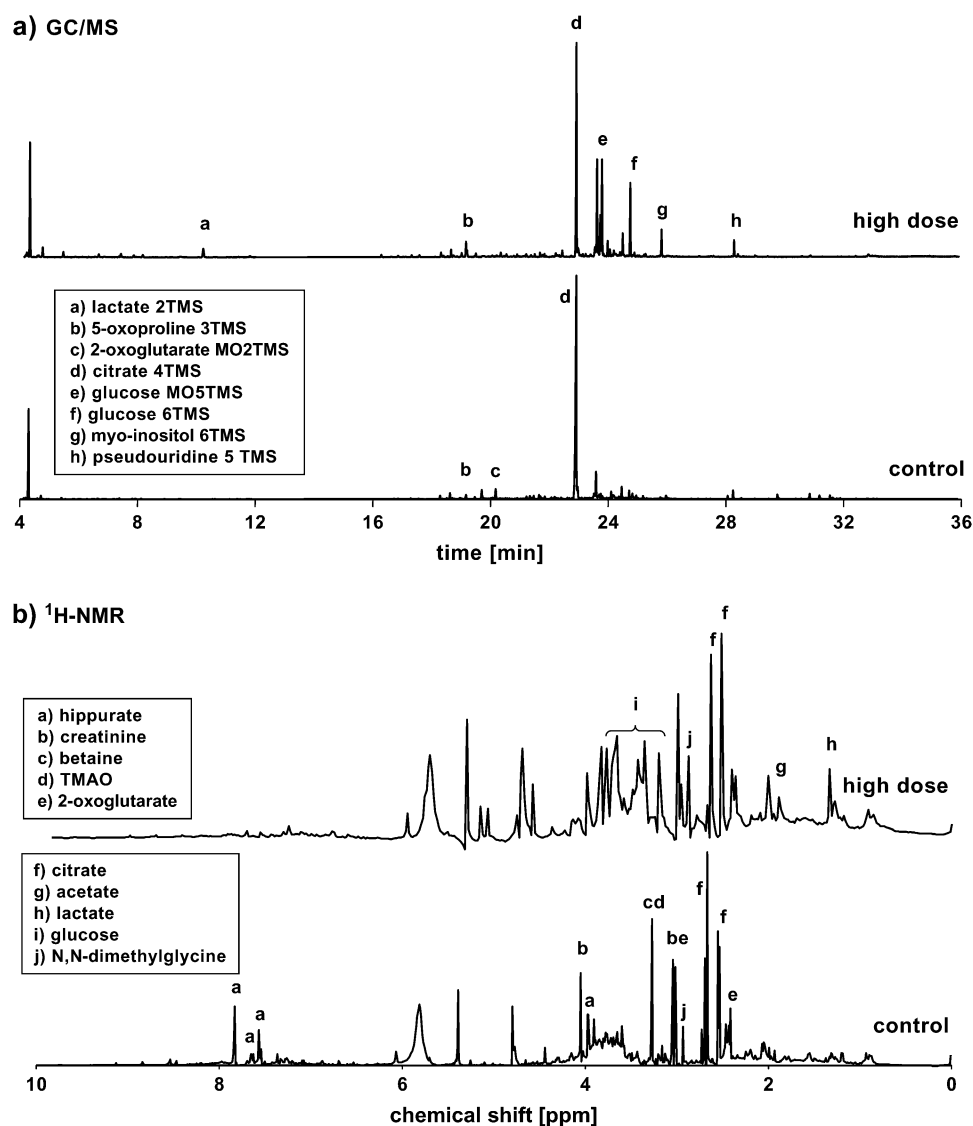 a) GC/MS
d
e
f
a
b
g
h
high dose
a) lactate 2TMS
b) 5-oxoproline 3TMS
c) 2-oxoglutarate MO2TMS
d) citrate 4TMS
e) glucose MO5TMS
f) glucose 6TMS
g) myo-inositol 6TMS
h) pseudouridine 5 TMS
d
b c
control
4 8 12 16 20 24 28 32 36
time [min]
b) ¹H-NMR
f
f
i
j
g
h
high dose
a) hippurate
b) creatinine
c) betaine
d) TMAO
e) 2-oxoglutarate
f) citrate
g) acetate
h) lactate
i) glucose
j) N,N-dimethylglycine
a
a
a
b
a
cd
be
j
f
f
e
control
10 8 6 4 2 0
chemical shift [ppm]